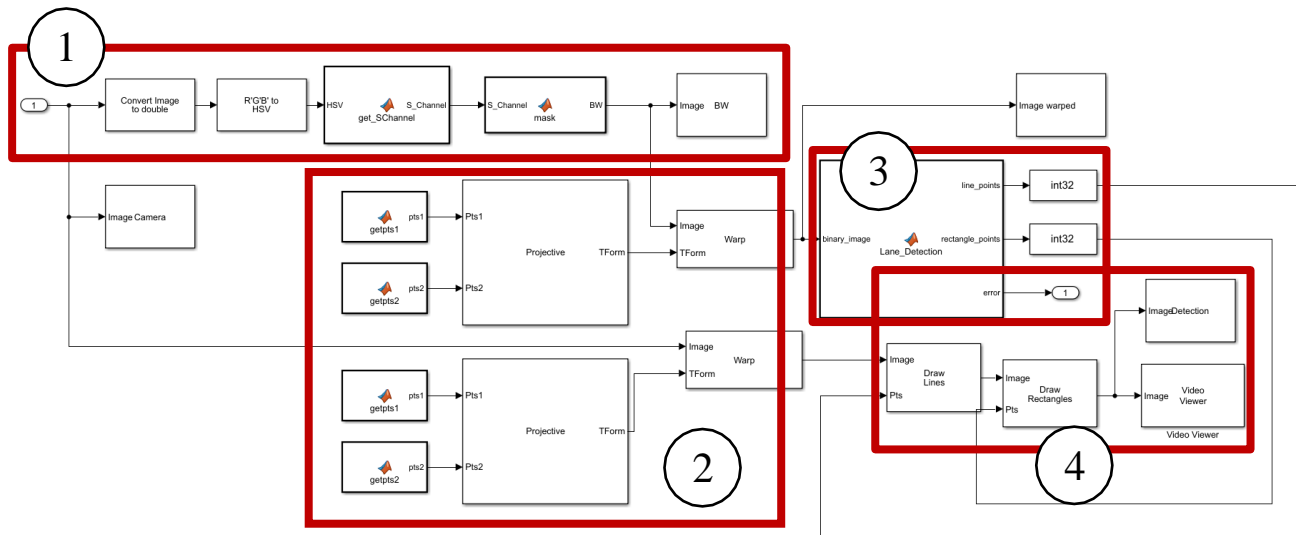 1
1
Convert Image
to double
R'G'B' to
HSV
HSV
S_Channel
get_SChannel
S_Channel
BW
mask
Image
BW
Image warped
Image Camera
pts1
getpts1
pts2
getpts2
Pts1
Pts2
Projective
TForm
Image
TForm
Warp
3
binary_image
Lane_Detection
line_points
rectangle_points
error
int32
int32
1
pts1
getpts1
pts2
getpts2
Pts1
Pts2
Projective
TForm
2
Image
TForm
Warp
Image
Pts
Draw
Lines
Image
Pts
Draw
Rectangles
Image Detection
Image
Video
Viewer
Video Viewer
4